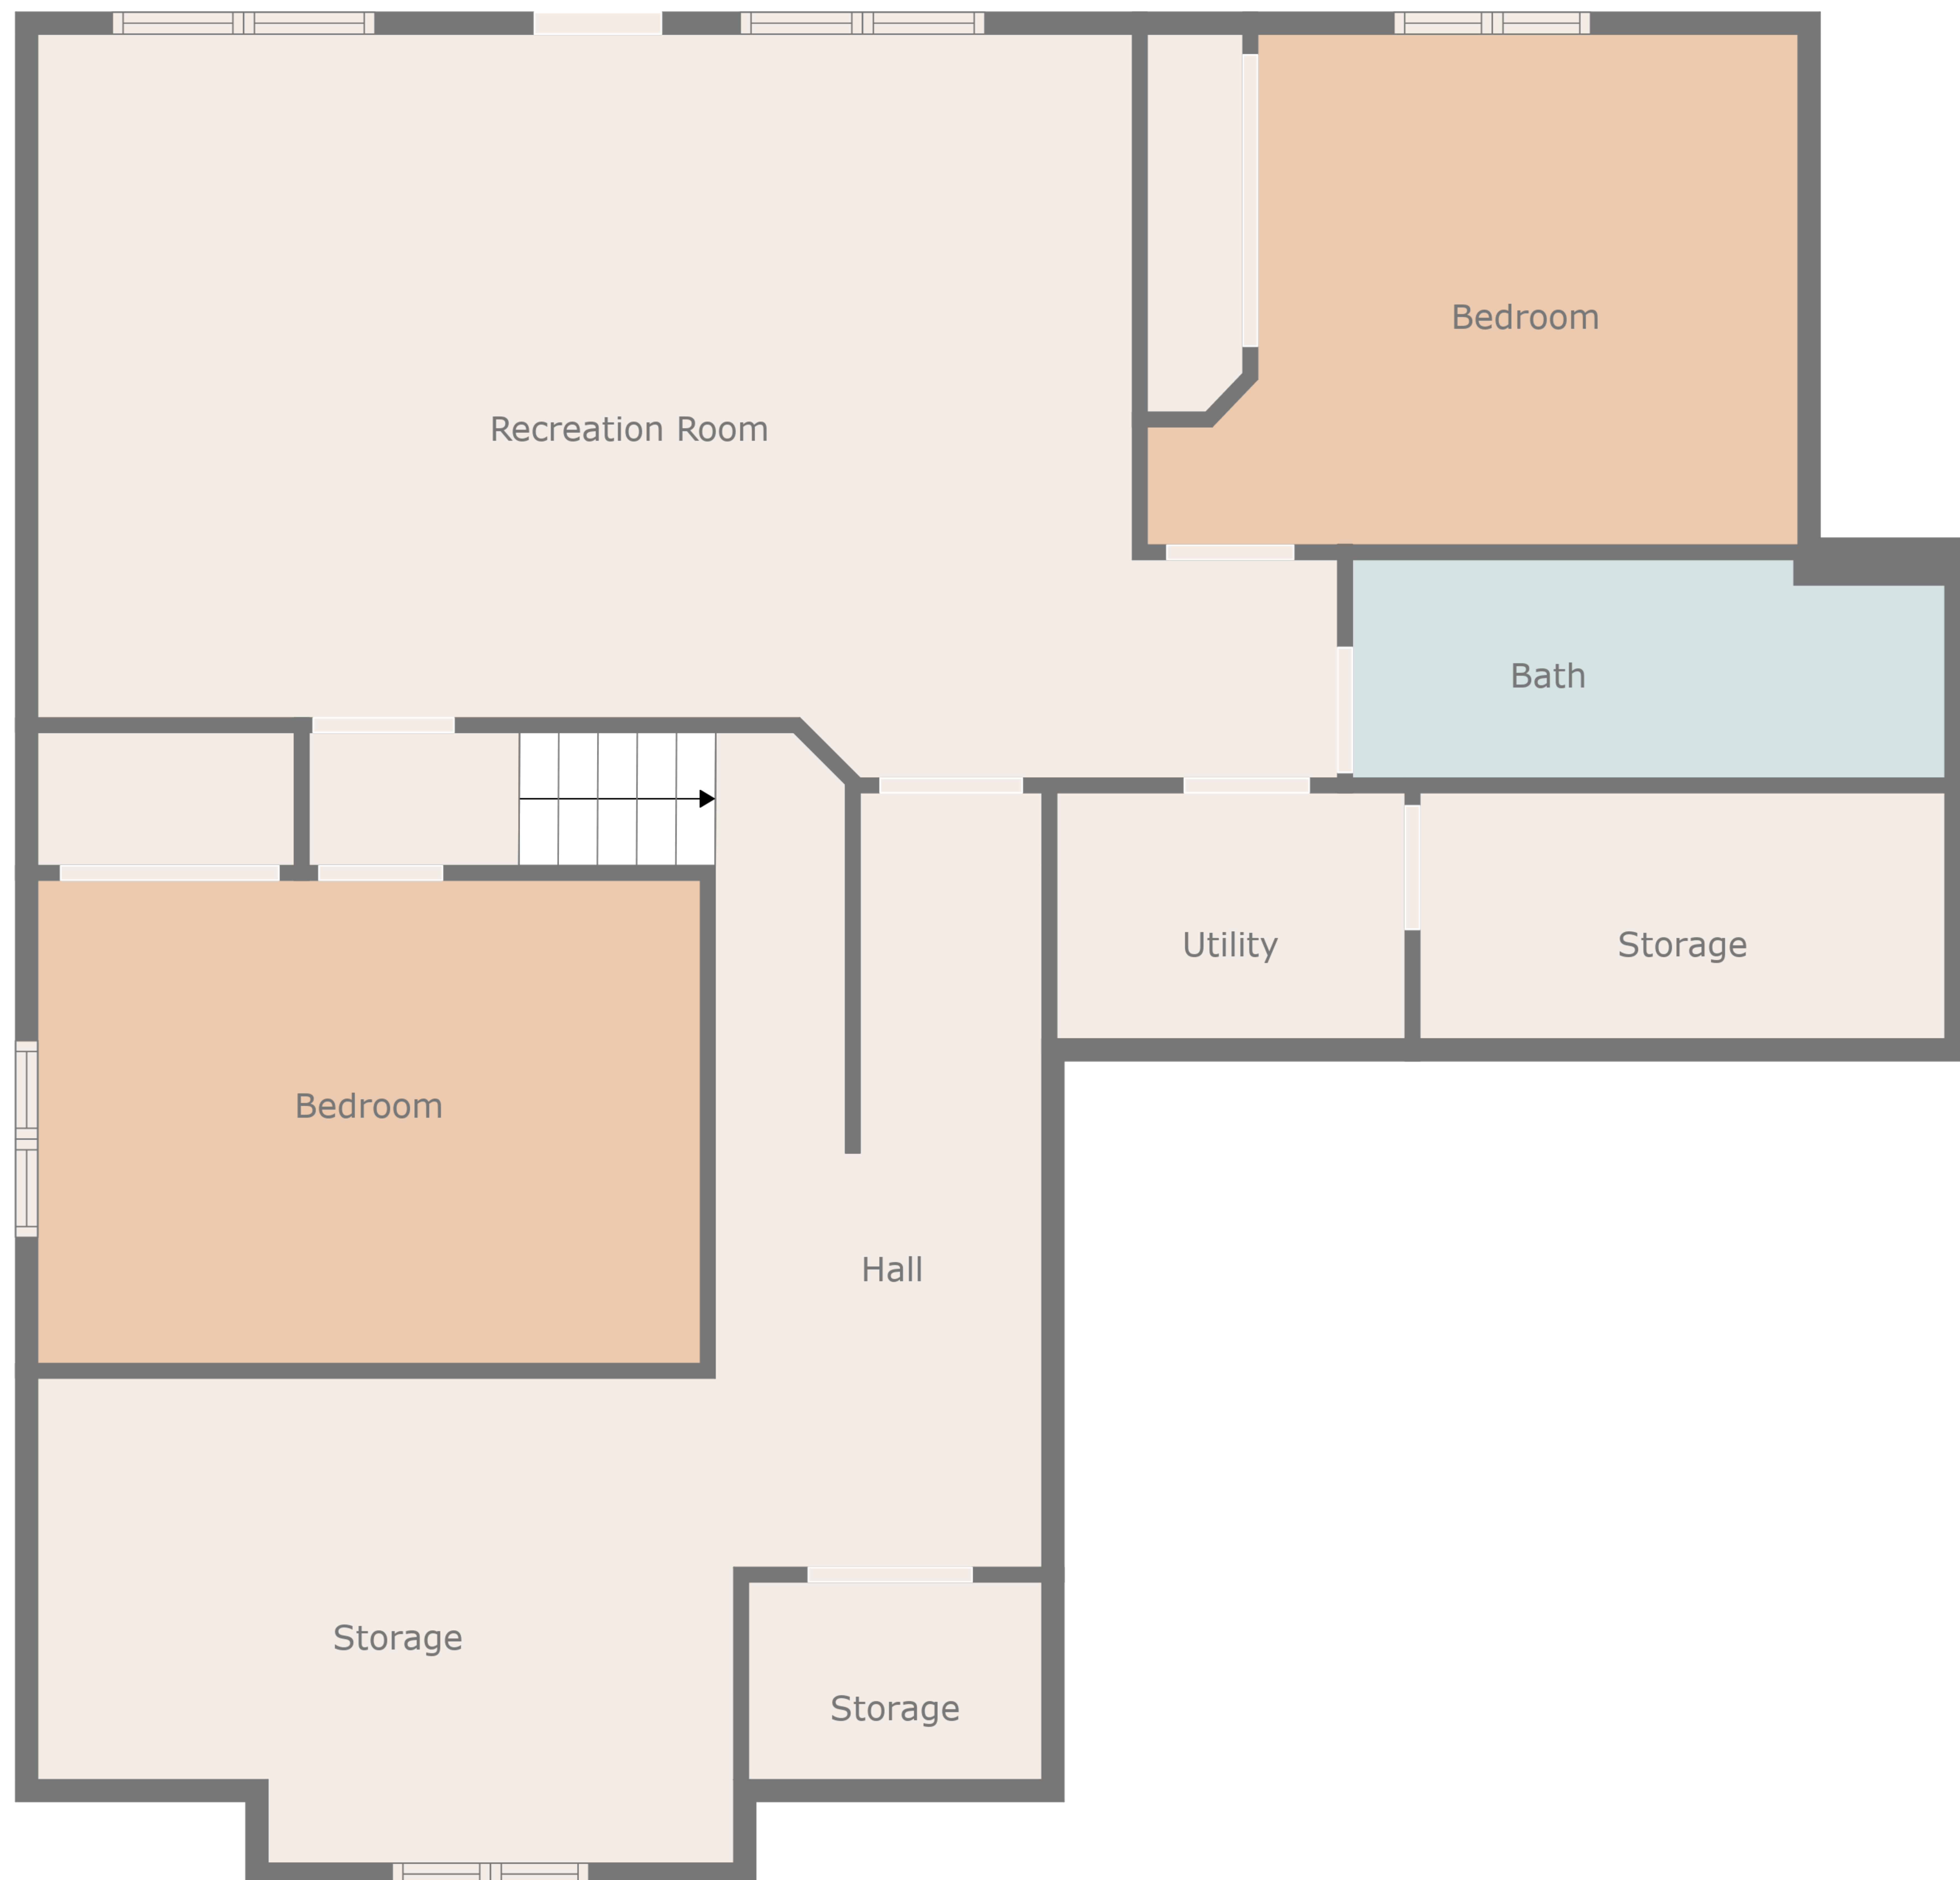 Bedroom
Recreation Room
Bath
Utility
Storage
Bedroom
Hall
Storage
Storage